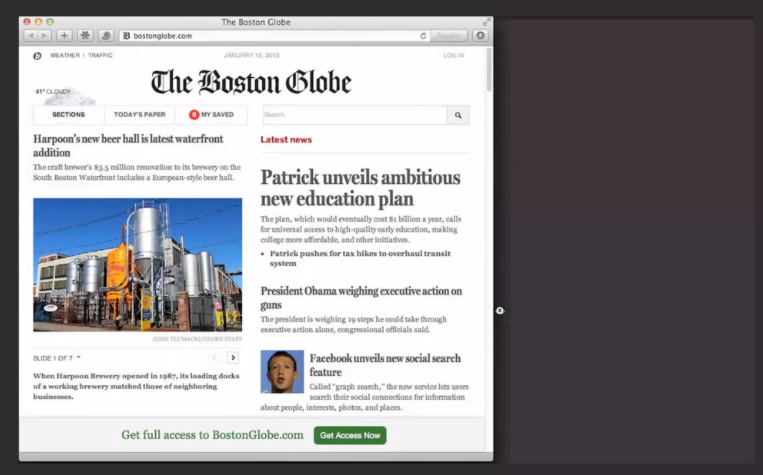 The Boston Globe
bostonglobe.com
Reader
WEATHER | TRAFFIC
JANUARY 15, 2013
LOG IN
The Boston Globe
41° CLOUDY
SECTIONS
TODAY'S PAPER
MY SAVED
Search
Harpoon's new beer hall is latest waterfront
addition
The craft brewer's $3.5 million renovation to its brewery on the
South Boston Waterfront includes a European-style beer hall.
JOHN TLUMACKI/GLOBE STAFF
SLIDE 1 OF 7
When Harpoon Brewery opened in 1987, its loading docks
of a working brewery matched those of neighboring
businesses.
Latest news
Patrick unveils ambitious
new education plan
The plan, which would eventually cost $1 billion a year, calls
for universal access to high-quality early education, making
college more affordable, and other initiatives.
• Patrick pushes for tax hikes to overhaul transit
system
President Obama weighing executive action on
guns
The president is weighing 19 steps he could take through
executive action alone, congressional officials said.
Facebook unveils new social search
feature
Called "graph search," the new service lets users
search their social connections for information
about people, interests, photos, and places.
Get full access to BostonGlobe.com
Get Access Now